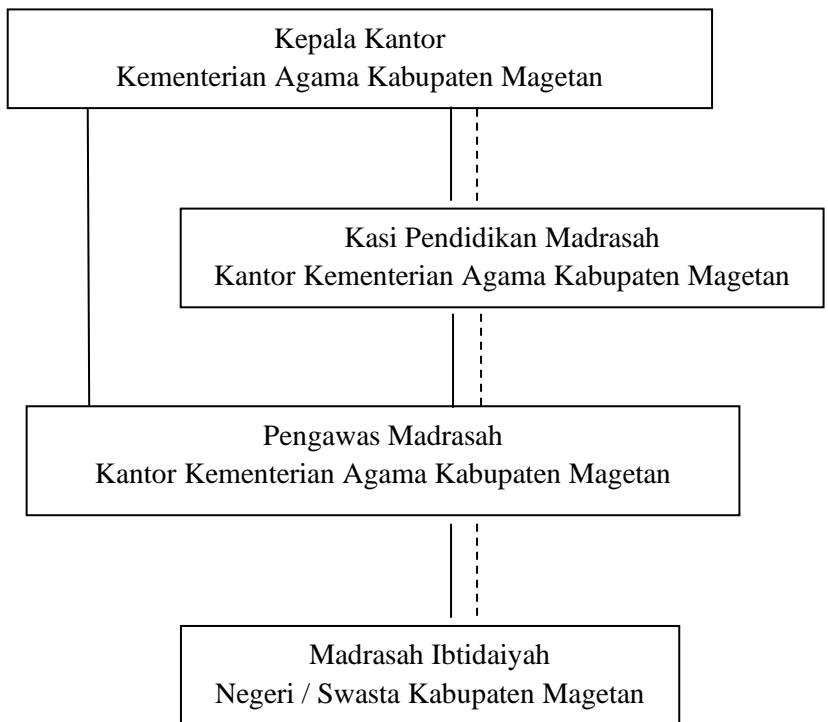 Kepala Kantor
Kementerian Agama Kabupaten Magetan
Kasi Pendidikan Madrasah
Kantor Kementerian Agama Kabupaten Magetan
Pengawas Madrasah
Kantor Kementerian Agama Kabupaten Magetan
Madrasah Ibtidaiyah
Negeri / Swasta Kabupaten Magetan